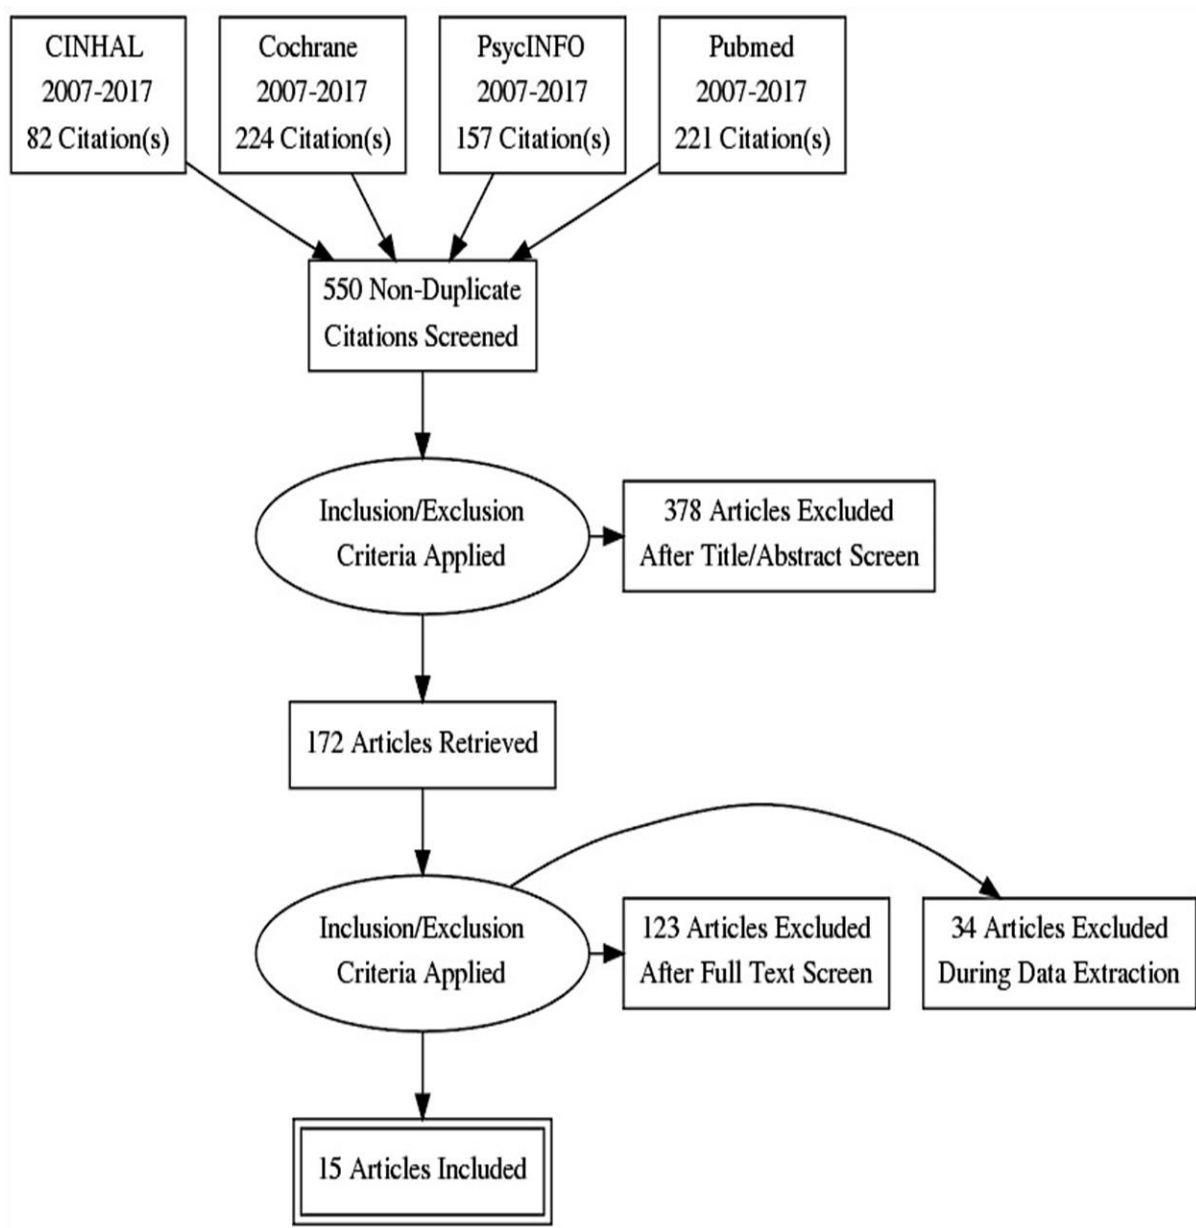 CINHAL
2007-2017
82 Citation(s)
Cochrane
2007-2017
224 Citation(s)
PsycINFO
2007-2017
157 Citation(s)
Pubmed
2007-2017
221 Citation(s)
550 Non-Duplicate
Citations Screened
Inclusion/Exclusion
Criteria Applied
378 Articles Excluded
After Title/Abstract Screen
172 Articles Retrieved
Inclusion/Exclusion
Criteria Applied
123 Articles Excluded
After Full Text Screen
34 Articles Excluded
During Data Extraction
15 Articles Included